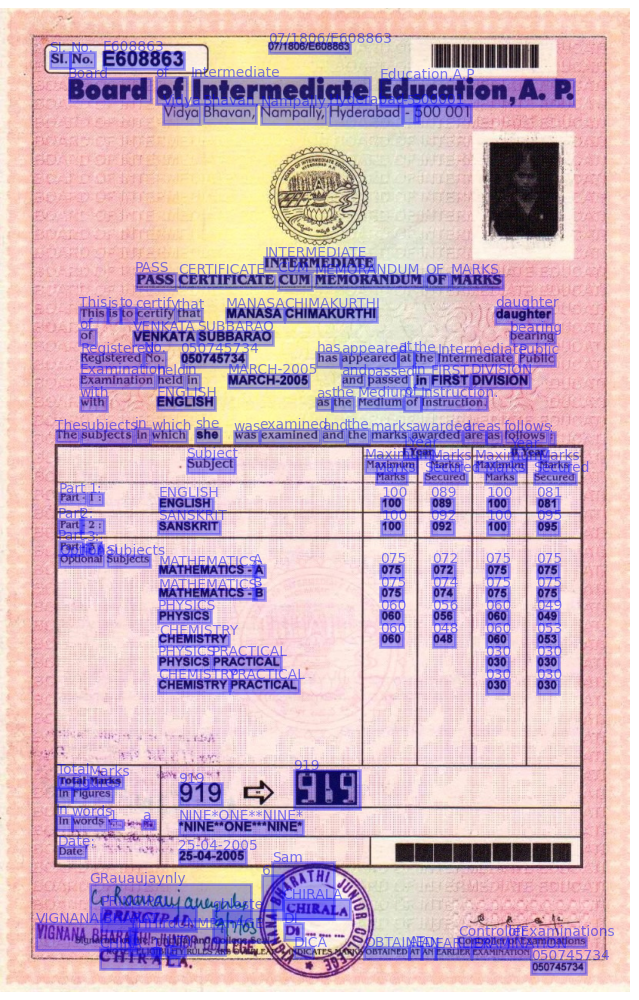 Sl. No. E608863
07/1806/E608863
Board of Intermediate Education, A. P.
Vidya Bhavan, Nampally, Hyderabad - 500 001
INTERMEDIATE
PASS CERTIFICATE CUM MEMORANDUM OF MARKS
This is to certify that MANASA CHIMAKURTHI daughter
of VENKATA SUBBARAO bearing
Registered No. 050745734 has appeared at the Intermediate Public
Examination held in MARCH-2005 and passed in FIRST DIVISION
with ENGLISH as the Medium of Instruction.
The subjects in which she was examined and the marks awarded are as follows :
Subject I Year II Year
Maximum Marks Marks Secured Maximum Marks Marks Secured
Part - 1 : ENGLISH 100 089 100 081
Part - 2 : SANSKRIT 100 092 100 095
Part - 3 :
Optional Subjects
MATHEMATICS - A 075 072 075 075
MATHEMATICS - B 075 074 075 075
PHYSICS 060 056 060 049
CHEMISTRY 060 048 060 053
PHYSICS PRACTICAL 030 030
CHEMISTRY PRACTICAL 030 030
Total Marks
In Figures 919 919
In words *NINE**ONE***NINE*
Date 25-04-2005
PRINCIPAL
VIGNANA BHARATHI JUNIOR COLLEGE
CHIRALA.
VIGNANA BHARATHI JUNIOR COLLEGE
CHIRALA
Controller of Examinations
050745734